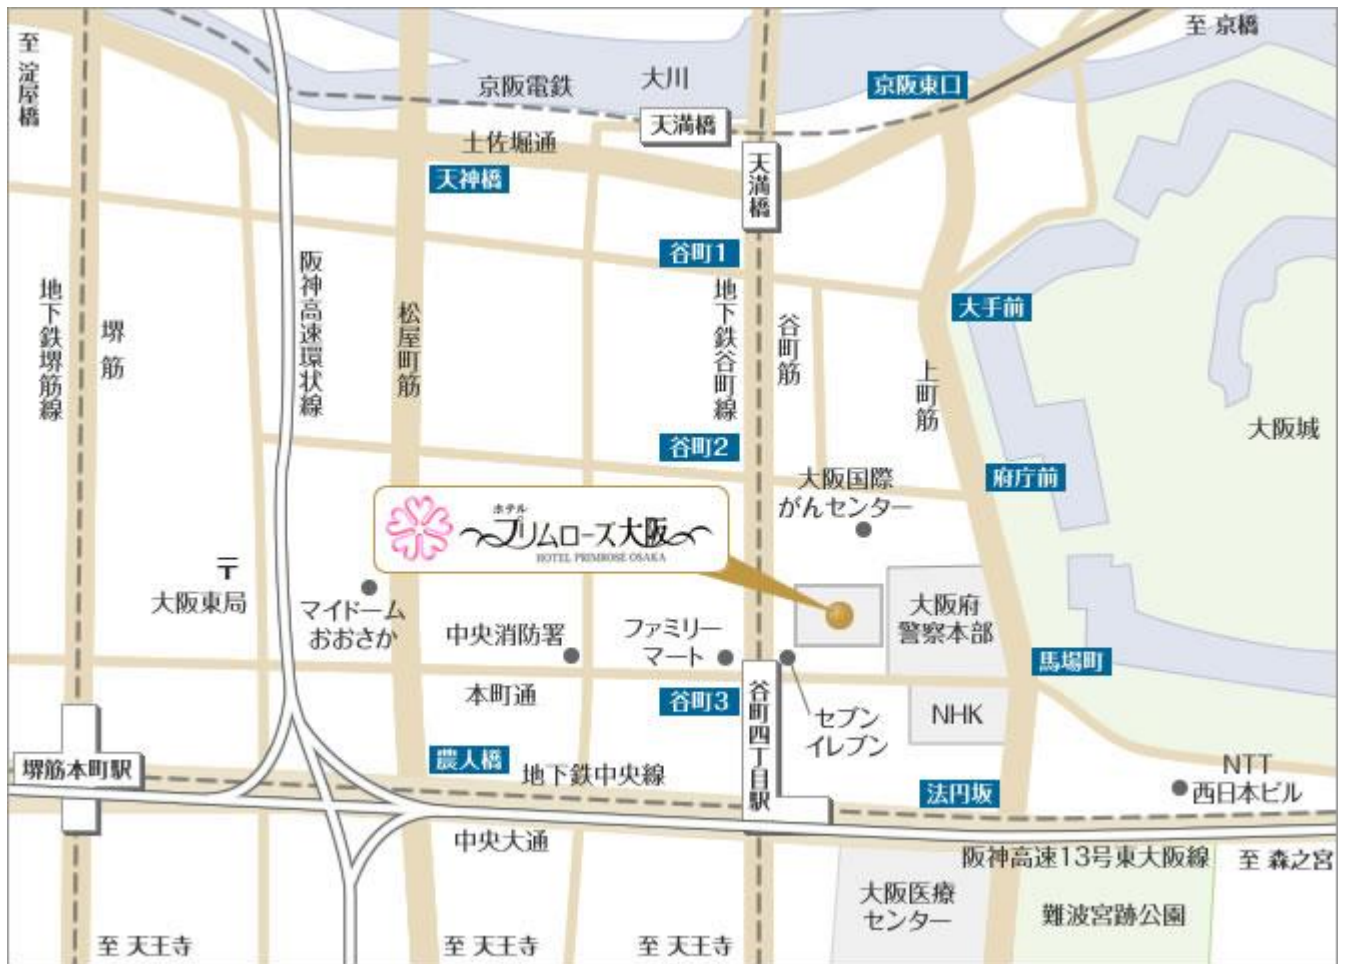 至 淀屋橋
至 京橋
京阪電鉄
大川
京阪東口
天満橋
土佐堀通
天神橋
天満橋
谷町1
阪神高速環状線
地下鉄堺筋線
堺筋
松屋町筋
地下鉄谷町線
谷町筋
大手前
上町筋
大阪城
谷町2
大阪国際
がんセンター
府庁前
ホテル
プリムローズ大阪
HOTEL PRIMROSE OSAKA
〒
大阪東局
マイドーム
おおさか
中央消防署
ファミリー
マート
大阪府
警察本部
馬場町
本町通
谷町3
谷町四丁目駅
セブン
イレブン
NHK
堺筋本町駅
農人橋
地下鉄中央線
法円坂
NTT
西日本ビル
中央大通
阪神高速13号東大阪線
至 森之宮
大阪医療
センター
難波宮跡公園
至 天王寺
至 天王寺
至 天王寺